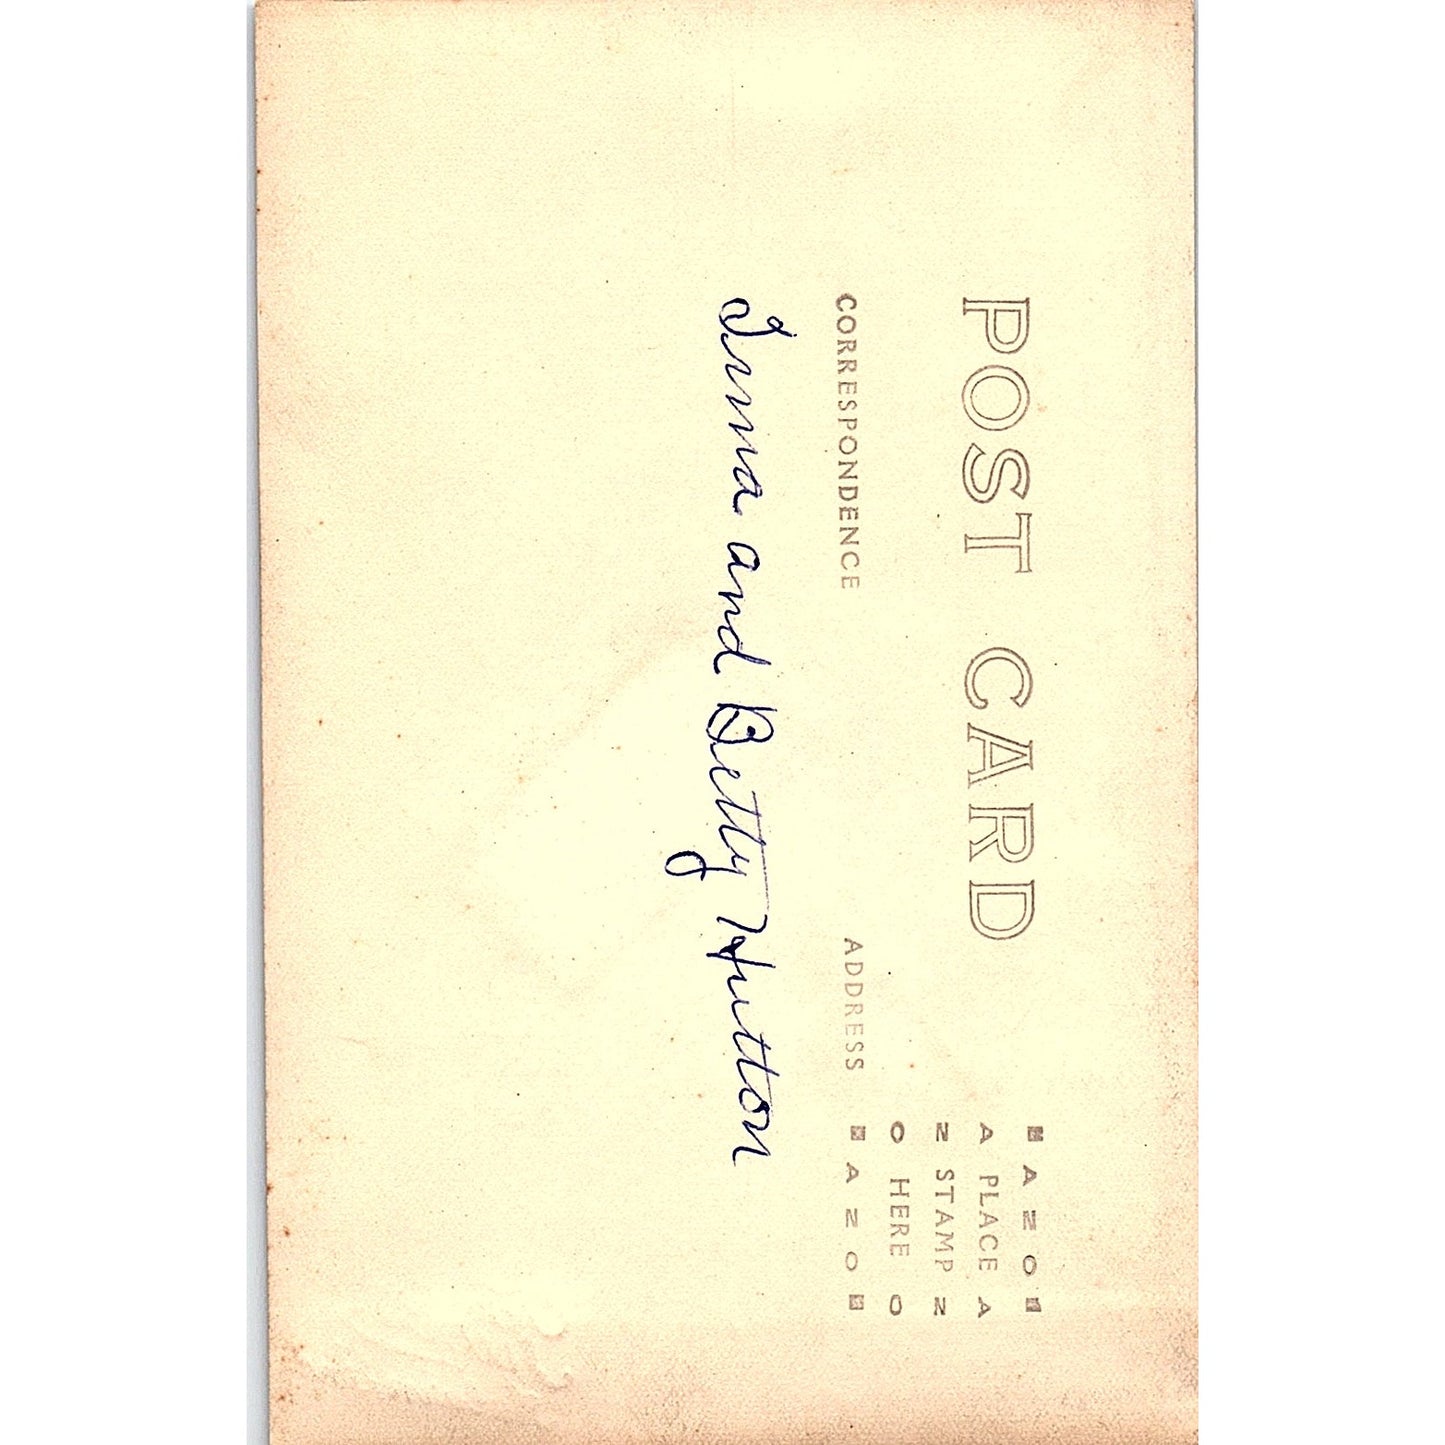 POST CARD
CORRESPONDENCE
ADDRESS
AZO
A PLACE A
Z STAMP Z
O HERE O
AZO
Irma and Betty Hutton